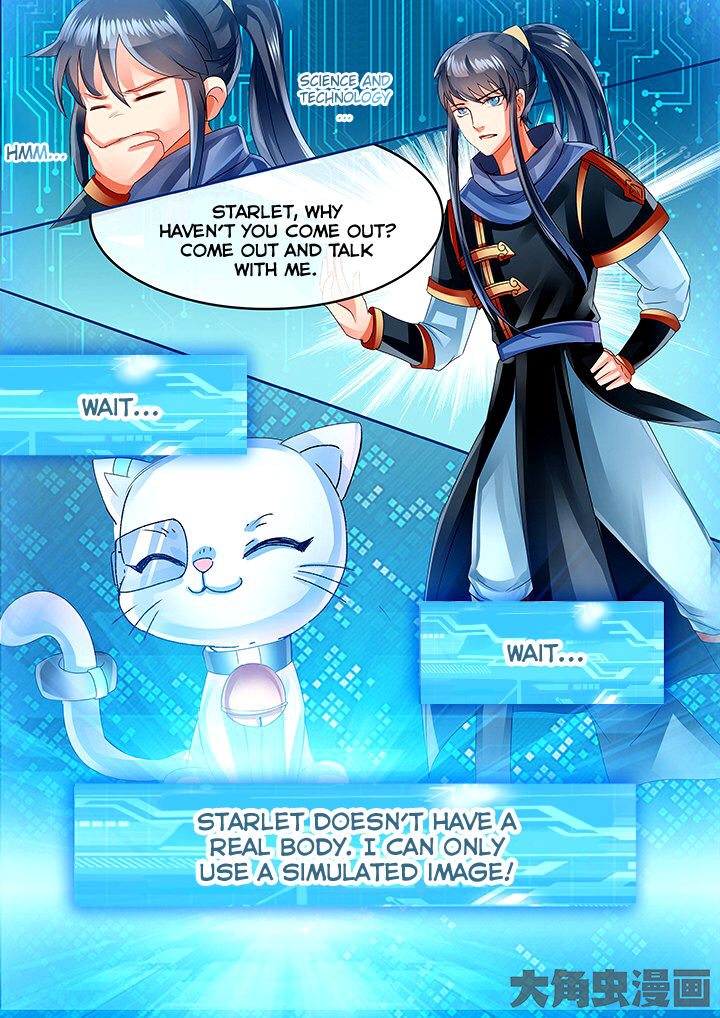 SCIENCE AND
TECHNOLOGY
...
HMM...
STARLET, WHY
HAVEN'T YOU COME OUT?
COME OUT AND TALK
WITH ME.
WAIT...
WAIT...
STARLET DOESN'T HAVE A
REAL BODY. I CAN ONLY
USE A SIMULATED IMAGE!
大角虫漫画